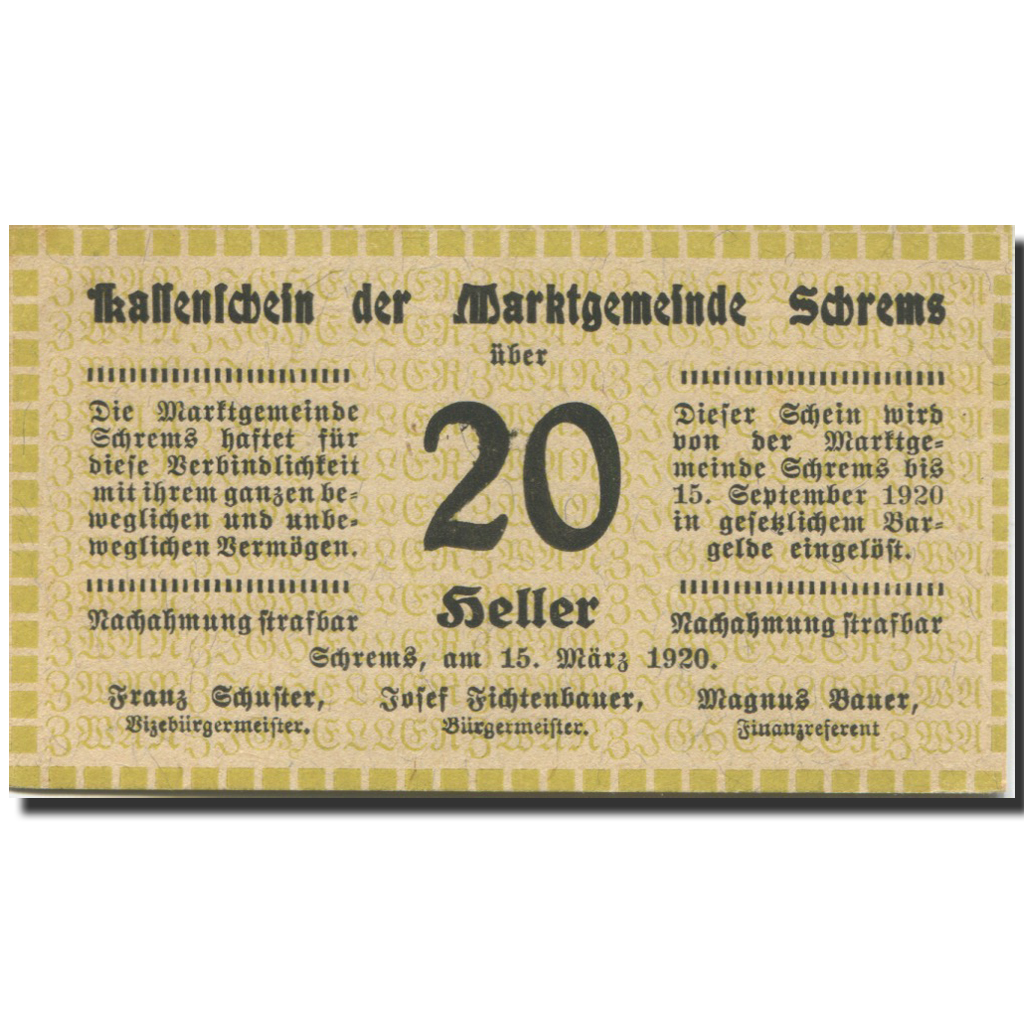 Kassenschein der Marktgemeinde Schrems
über
Die Marktgemeinde
Schrems haftet für
diese Verbindlichkeit
mit ihrem ganzen be-
weglichen und unbe-
weglichen Vermögen.
Nachahmung strafbar
20
Heller
Dieser Schein wird
von der Marktge-
meinde Schrems bis
15. September 1920
in gesetzlichem Bar-
gelde eingelöst.
Nachahmung strafbar
Schrems, am 15. März 1920.
Franz Schuster,
Vizebürgermeister.
Josef Fichtenbauer,
Bürgermeister.
Magnus Bauer,
Finanzreferent